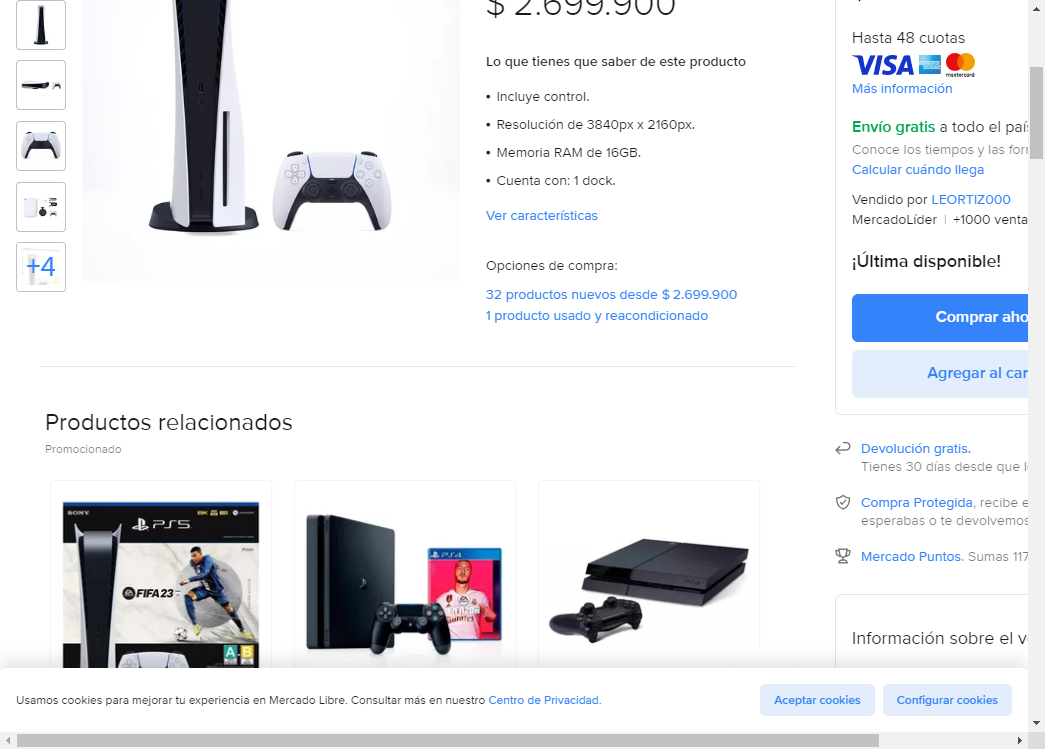 $ 2.699.900
Lo que tienes que saber de este producto
• Incluye control.
• Resolución de 3840px x 2160px.
• Memoria RAM de 16GB.
• Cuenta con: 1 dock.
Ver características
Opciones de compra:
32 productos nuevos desde $ 2.699.900
1 producto usado y reacondicionado
+4
Hasta 48 cuotas
VISA
mastercard
Más información
Envío gratis a todo el país
Conoce los tiempos y las for
Calcular cuándo llega
Vendido por LEORTIZ000
MercadoLíder | +1000 venta
¡Última disponible!
Comprar aho
Agregar al car
Devolución gratis.
Tienes 30 días desde que
Compra Protegida, recibe e
esperabas o te devolvemos
Mercado Puntos. Sumas 117
Información sobre el v
Productos relacionados
Promocionado
SONY
PS5
FIFA 23
A B
PS4
FIFA 20
Usamos cookies para mejorar tu experiencia en Mercado Libre. Consultar más en nuestro Centro de Privacidad.
Aceptar cookies
Configurar cookies